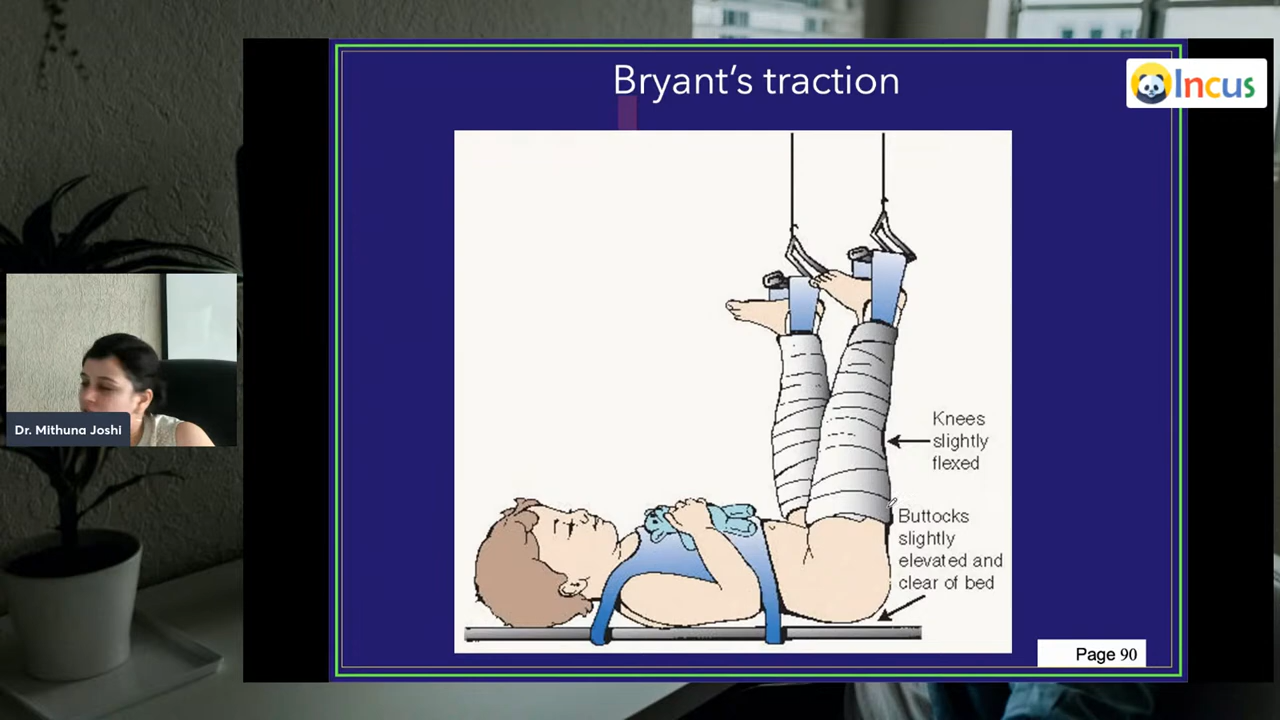 Bryant's traction
Incus
Dr. Mithuna Joshi
Knees
slightly
flexed
Buttocks
slightly
elevated and
clear of bed
Page 90